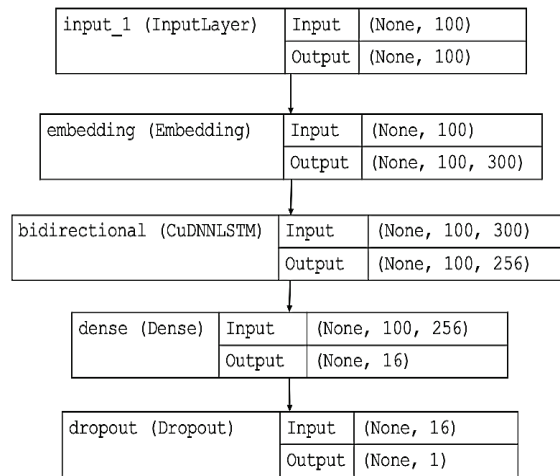 input_1 (InputLayer) Input (None, 100)
Output (None, 100)
embedding (Embedding) Input (None, 100)
Output (None, 100, 300)
bidirectional (CuDNNLSTM) Input (None, 100, 300)
Output (None, 100, 256)
dense (Dense) Input (None, 100, 256)
Output (None, 16)
dropout (Dropout) Input (None, 16)
Output (None, 1)